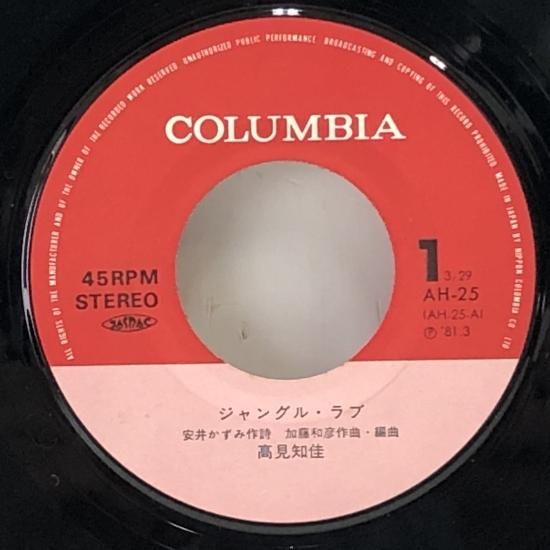 ALL RIGHTS OF THE MANUFACTURER AND OF THE OWNER OF THE RECORDED WORK RESERVED. UNAUTHORIZED PUBLIC PERFORMANCE BROADCASTING AND COPYING OF THIS RECORD PROHIBITED. MADE IN JAPAN BY NIPPON COLUMBIA CO. LTD
COLUMBIA
45RPM
STEREO
JASRAC
1 3/29
AH-25
(AH-25-A)
Ⓟ '81.3
ジャングル・ラブ
安井かずみ作詩 加藤和彦作曲・編曲
高見知佳